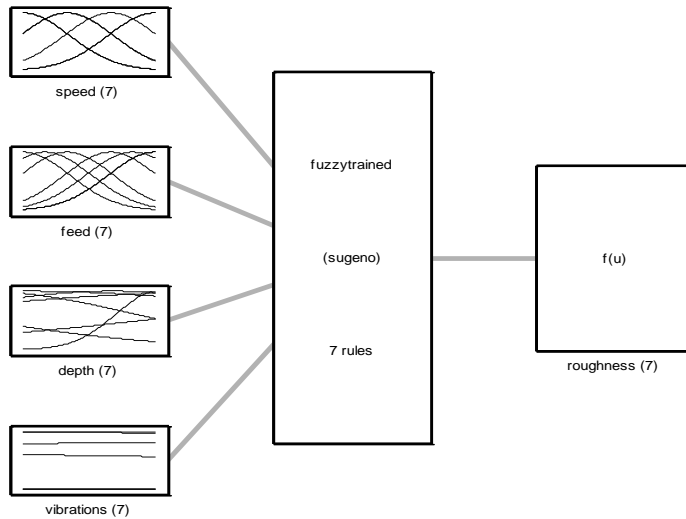 speed (7)
feed (7)
depth (7)
vibrations (7)
fuzzytrained
(sugeno)
7 rules
f(u)
roughness (7)